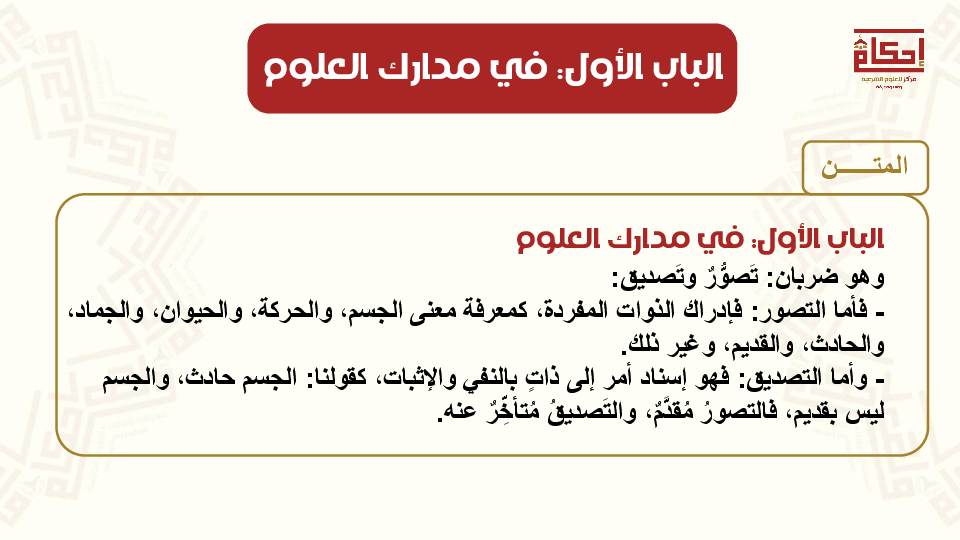 الباب الأول: في مدارك العلوم
إحكام
مركز للعلوم الشرعية
المتـــــن
الباب الأول: في مدارك العلوم
وهو ضربان: تَصوُّرٌ وتَصديق:
- فأما التصور: فإدراك الذوات المفردة، كمعرفة معنى الجسم، والحركة، والحيوان، والجماد،
والحادث، والقديم، وغير ذلك.
- وأما التصديق: فهو إسناد أمر إلى ذاتٍ بالنفي والإثبات، كقولنا: الجسم حادث، والجسم
ليس بقديم، فالتصورُ مُقدَّمٌ، والتَصديقُ مُتأخِّرٌ عنه.